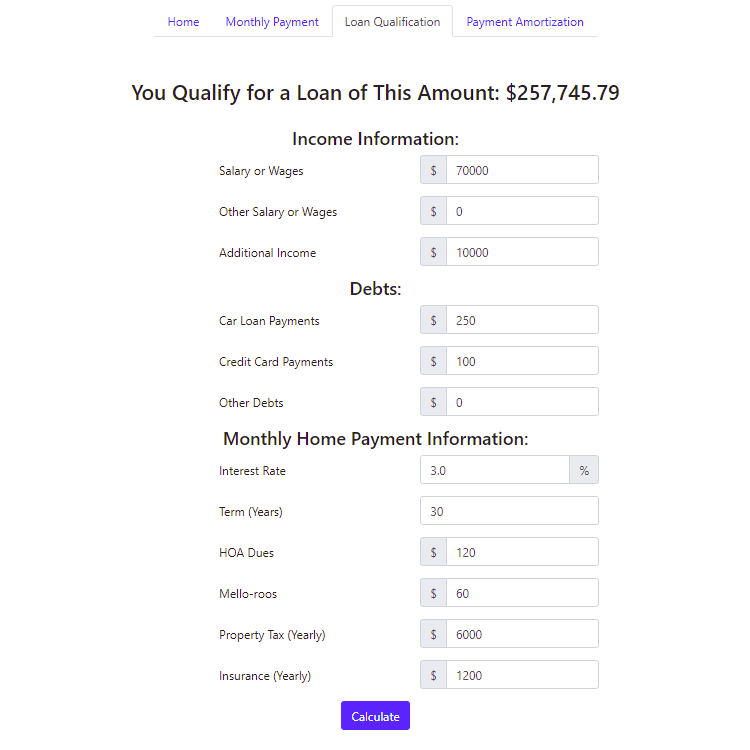 Home Monthly Payment Loan Qualification Payment Amortization
You Qualify for a Loan of This Amount: $257,745.79
Income Information:
Salary or Wages $ 70000
Other Salary or Wages $ 0
Additional Income $ 10000
Debts:
Car Loan Payments $ 250
Credit Card Payments $ 100
Other Debts $ 0
Monthly Home Payment Information:
Interest Rate 3.0 %
Term (Years) 30
HOA Dues $ 120
Mello-roos $ 60
Property Tax (Yearly) $ 6000
Insurance (Yearly) $ 1200
Calculate